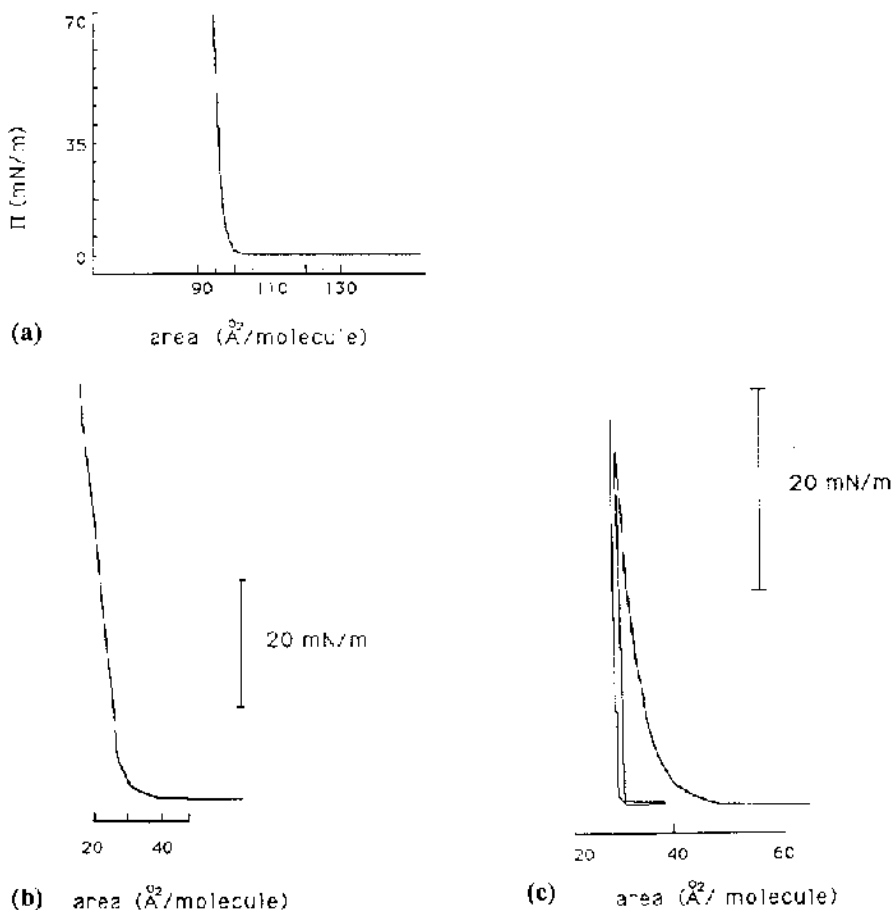 70
35
0
Π (mN/m)
90 110 130
(a) area (Å²/molecule)
20 mN/m
20 40
(b) area (Å²/molecule)
20 mN/m
20 40 60
(c) area (Å²/ molecule)